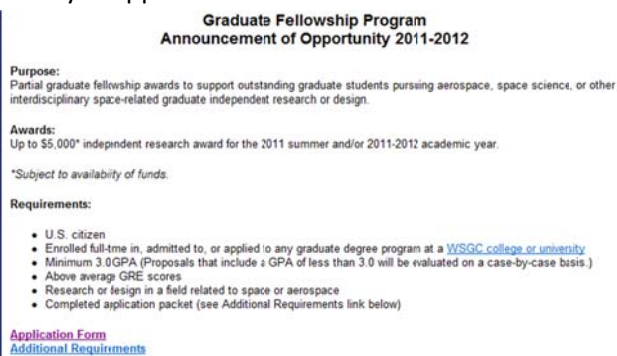 Graduate Fellowship Program
Announcement of Opportunity 2011-2012
Purpose:
Partial graduate fellowship awards to support outstanding graduate students pursuing aerospace, space science, or other
interdisciplinary space-related graduate independent research or design.
Awards:
Up to $5,000* independent research award for the 2011 summer and/or 2011-2012 academic year.
*Subject to availability of funds.
Requirements:
• U.S. citizen
• Enrolled full-time in, admitted to, or applied to any graduate degree program at a WSGC college or university
• Minimum 3.0GPA (Proposals that include a GPA of less than 3.0 will be evaluated on a case-by-case basis.)
• Above average GRE scores
• Research or design in a field related to space or aerospace
• Completed application packet (see Additional Requirements link below)
Application Form
Additional Requirements